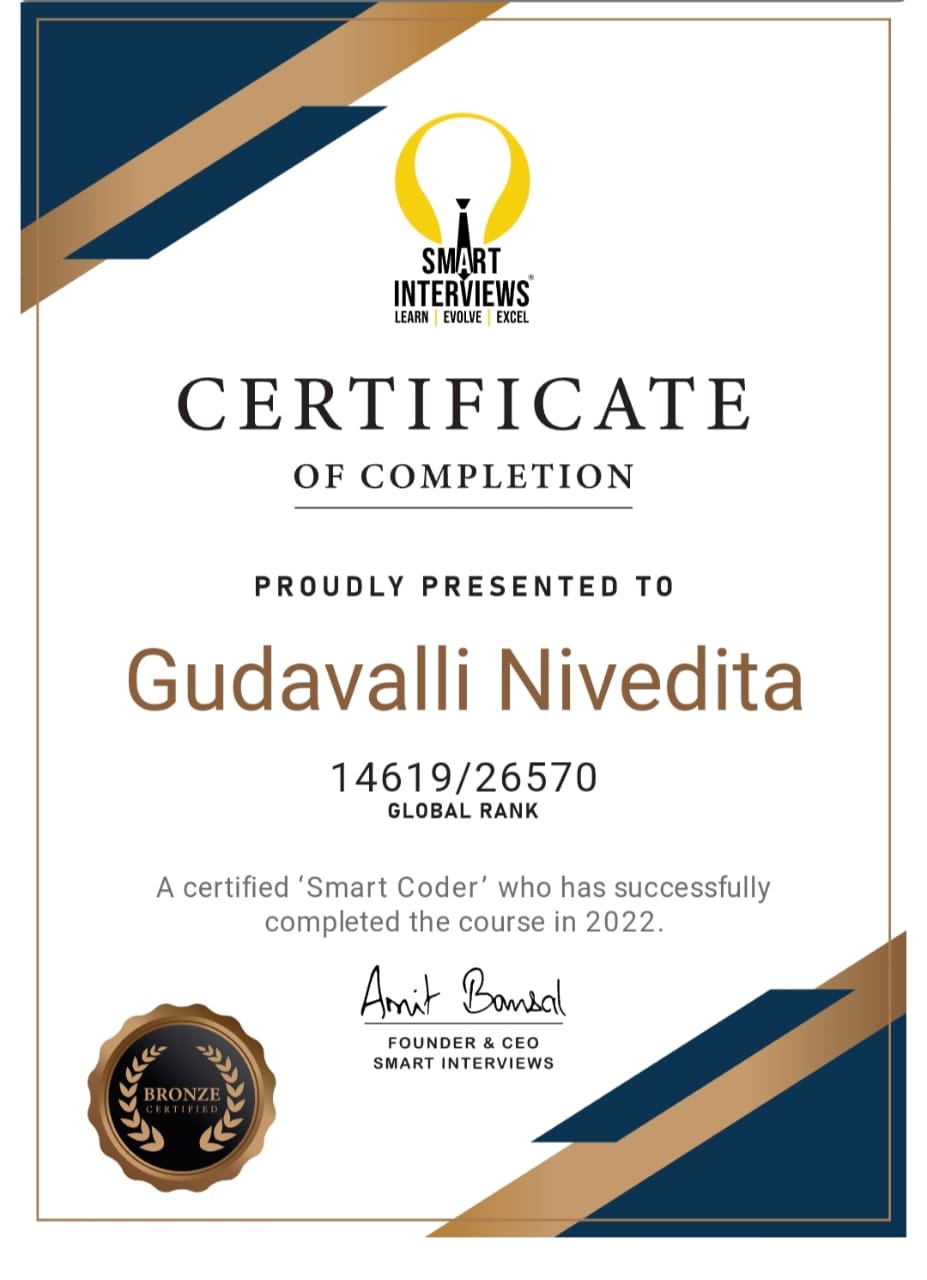 SMART
INTERVIEWS®
LEARN | EVOLVE | EXCEL
CERTIFICATE
OF COMPLETION
PROUDLY PRESENTED TO
Gudavalli Nivedita
14619/26570
GLOBAL RANK
A certified ‘Smart Coder’ who has successfully
completed the course in 2022.
Amit Bansal
FOUNDER & CEO
SMART INTERVIEWS
BRONZE
CERTIFIED